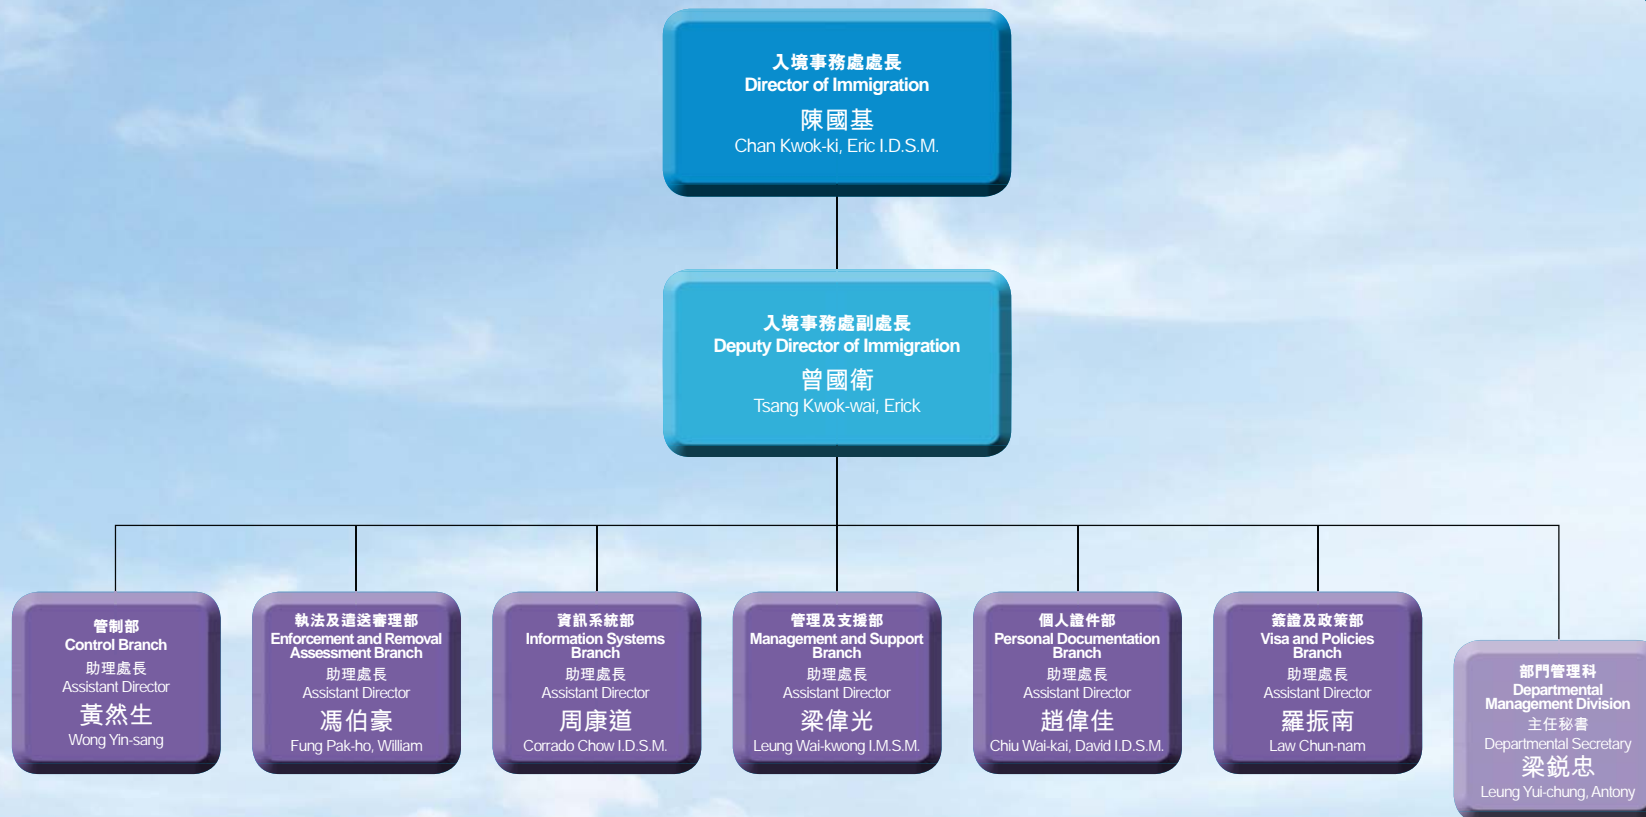 入境事務處處長
Director of Immigration
陳國基
Chan Kwok-ki, Eric I.D.S.M.
入境事務處副處長
Deputy Director of Immigration
曾國衞
Tsang Kwok-wai, Erick
管制部
Control Branch
助理處長
Assistant Director
黃然生
Wong Yin-sang
執法及遣送審理部
Enforcement and Removal
Assessment Branch
助理處長
Assistant Director
馮伯豪
Fung Pak-ho, William
資訊系統部
Information Systems
Branch
助理處長
Assistant Director
周康道
Corrado Chow I.D.S.M.
管理及支援部
Management and Support
Branch
助理處長
Assistant Director
梁偉光
Leung Wai-kwong I.M.S.M.
個人證件部
Personal Documentation
Branch
助理處長
Assistant Director
趙偉佳
Chiu Wai-kai, David I.D.S.M.
簽證及政策部
Visa and Policies
Branch
助理處長
Assistant Director
羅振南
Law Chun-nam
部門管理科
Departmental
Management Division
主任秘書
Departmental Secretary
梁銳忠
Leung Yui-chung, Antony